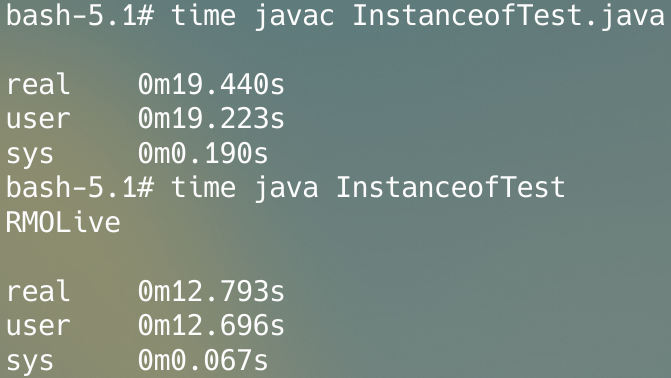 bash-5.1# time javac InstanceofTest.java
real 0m19.440s
user 0m19.223s
sys 0m0.190s
bash-5.1# time java InstanceofTest
RMOLive
real 0m12.793s
user 0m12.696s
sys 0m0.067s